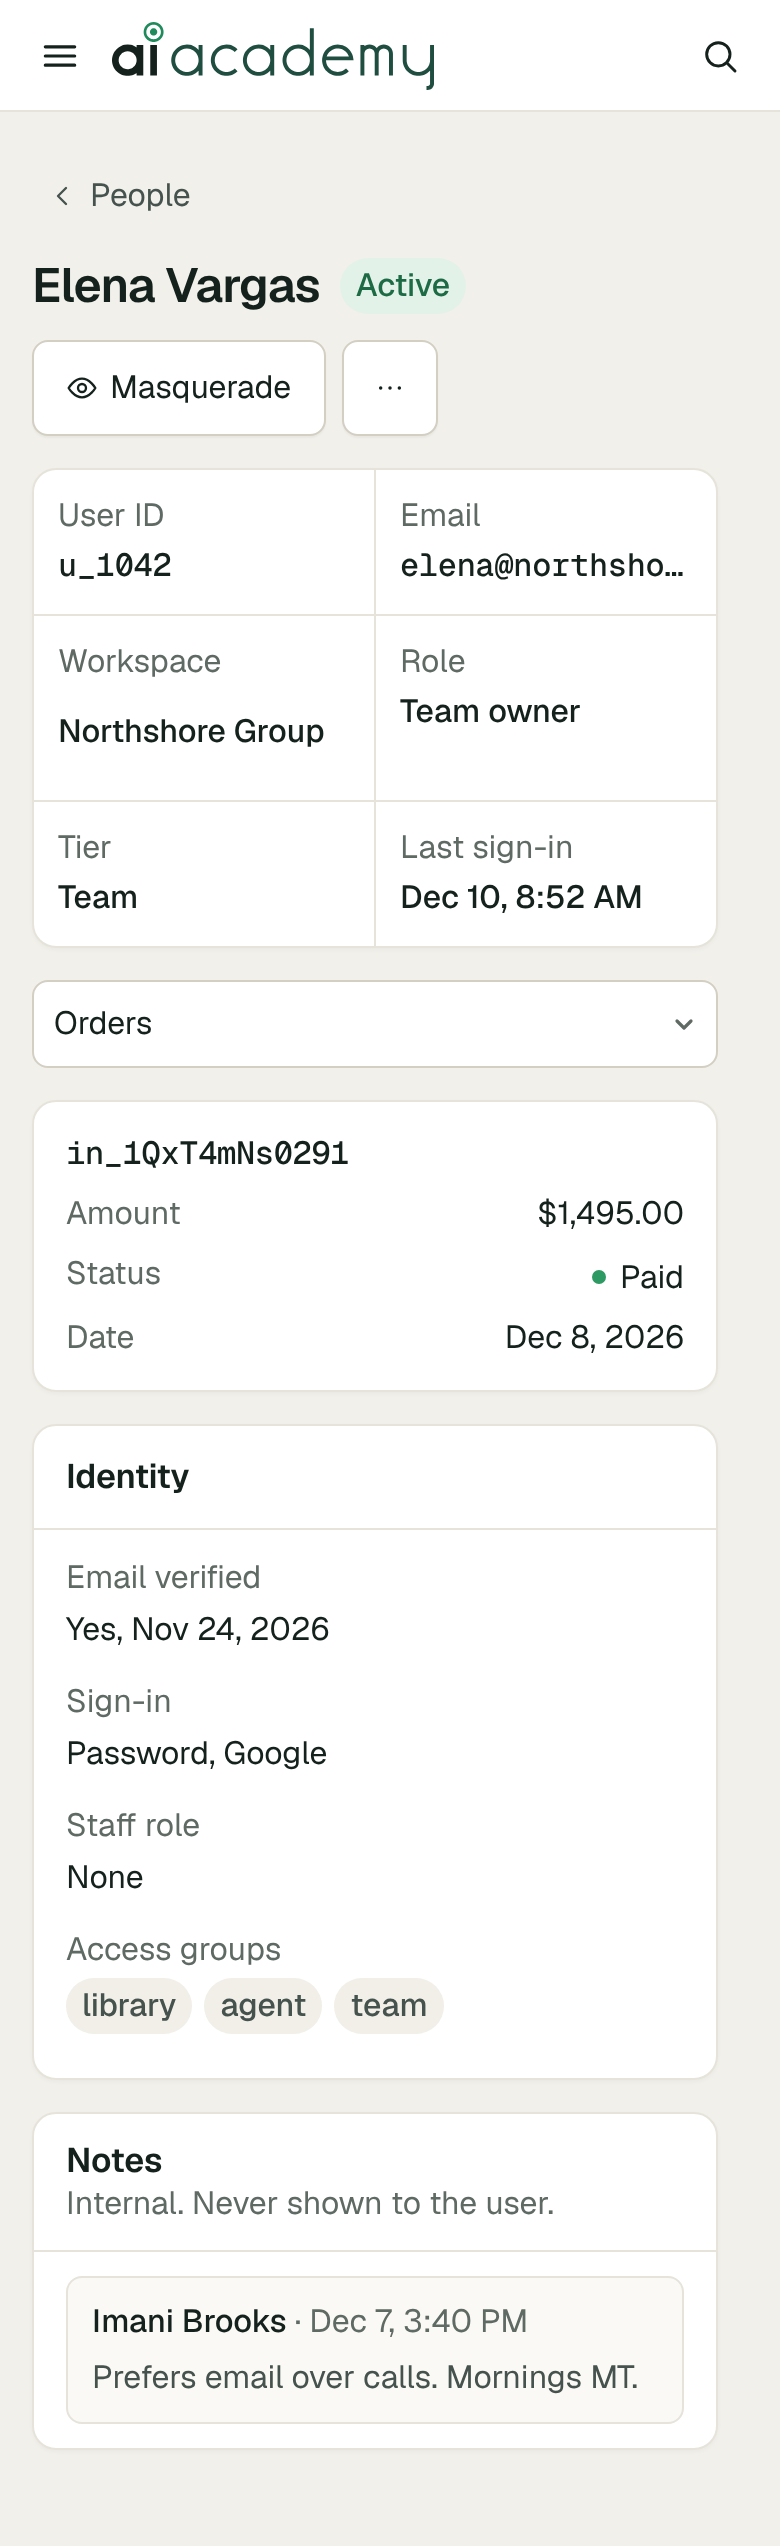 ai academy
People
Elena Vargas
Active
Masquerade
...
User ID
u_1042
Email
elena@northsho…
Workspace
Northshore Group
Role
Team owner
Tier
Team
Last sign-in
Dec 10, 8:52 AM
Orders
in_1QxT4mNs0291
Amount $1,495.00
Status Paid
Date Dec 8, 2026
Identity
Email verified
Yes, Nov 24, 2026
Sign-in
Password, Google
Staff role
None
Access groups
library agent team
Notes
Internal. Never shown to the user.
Imani Brooks · Dec 7, 3:40 PM
Prefers email over calls. Mornings MT.